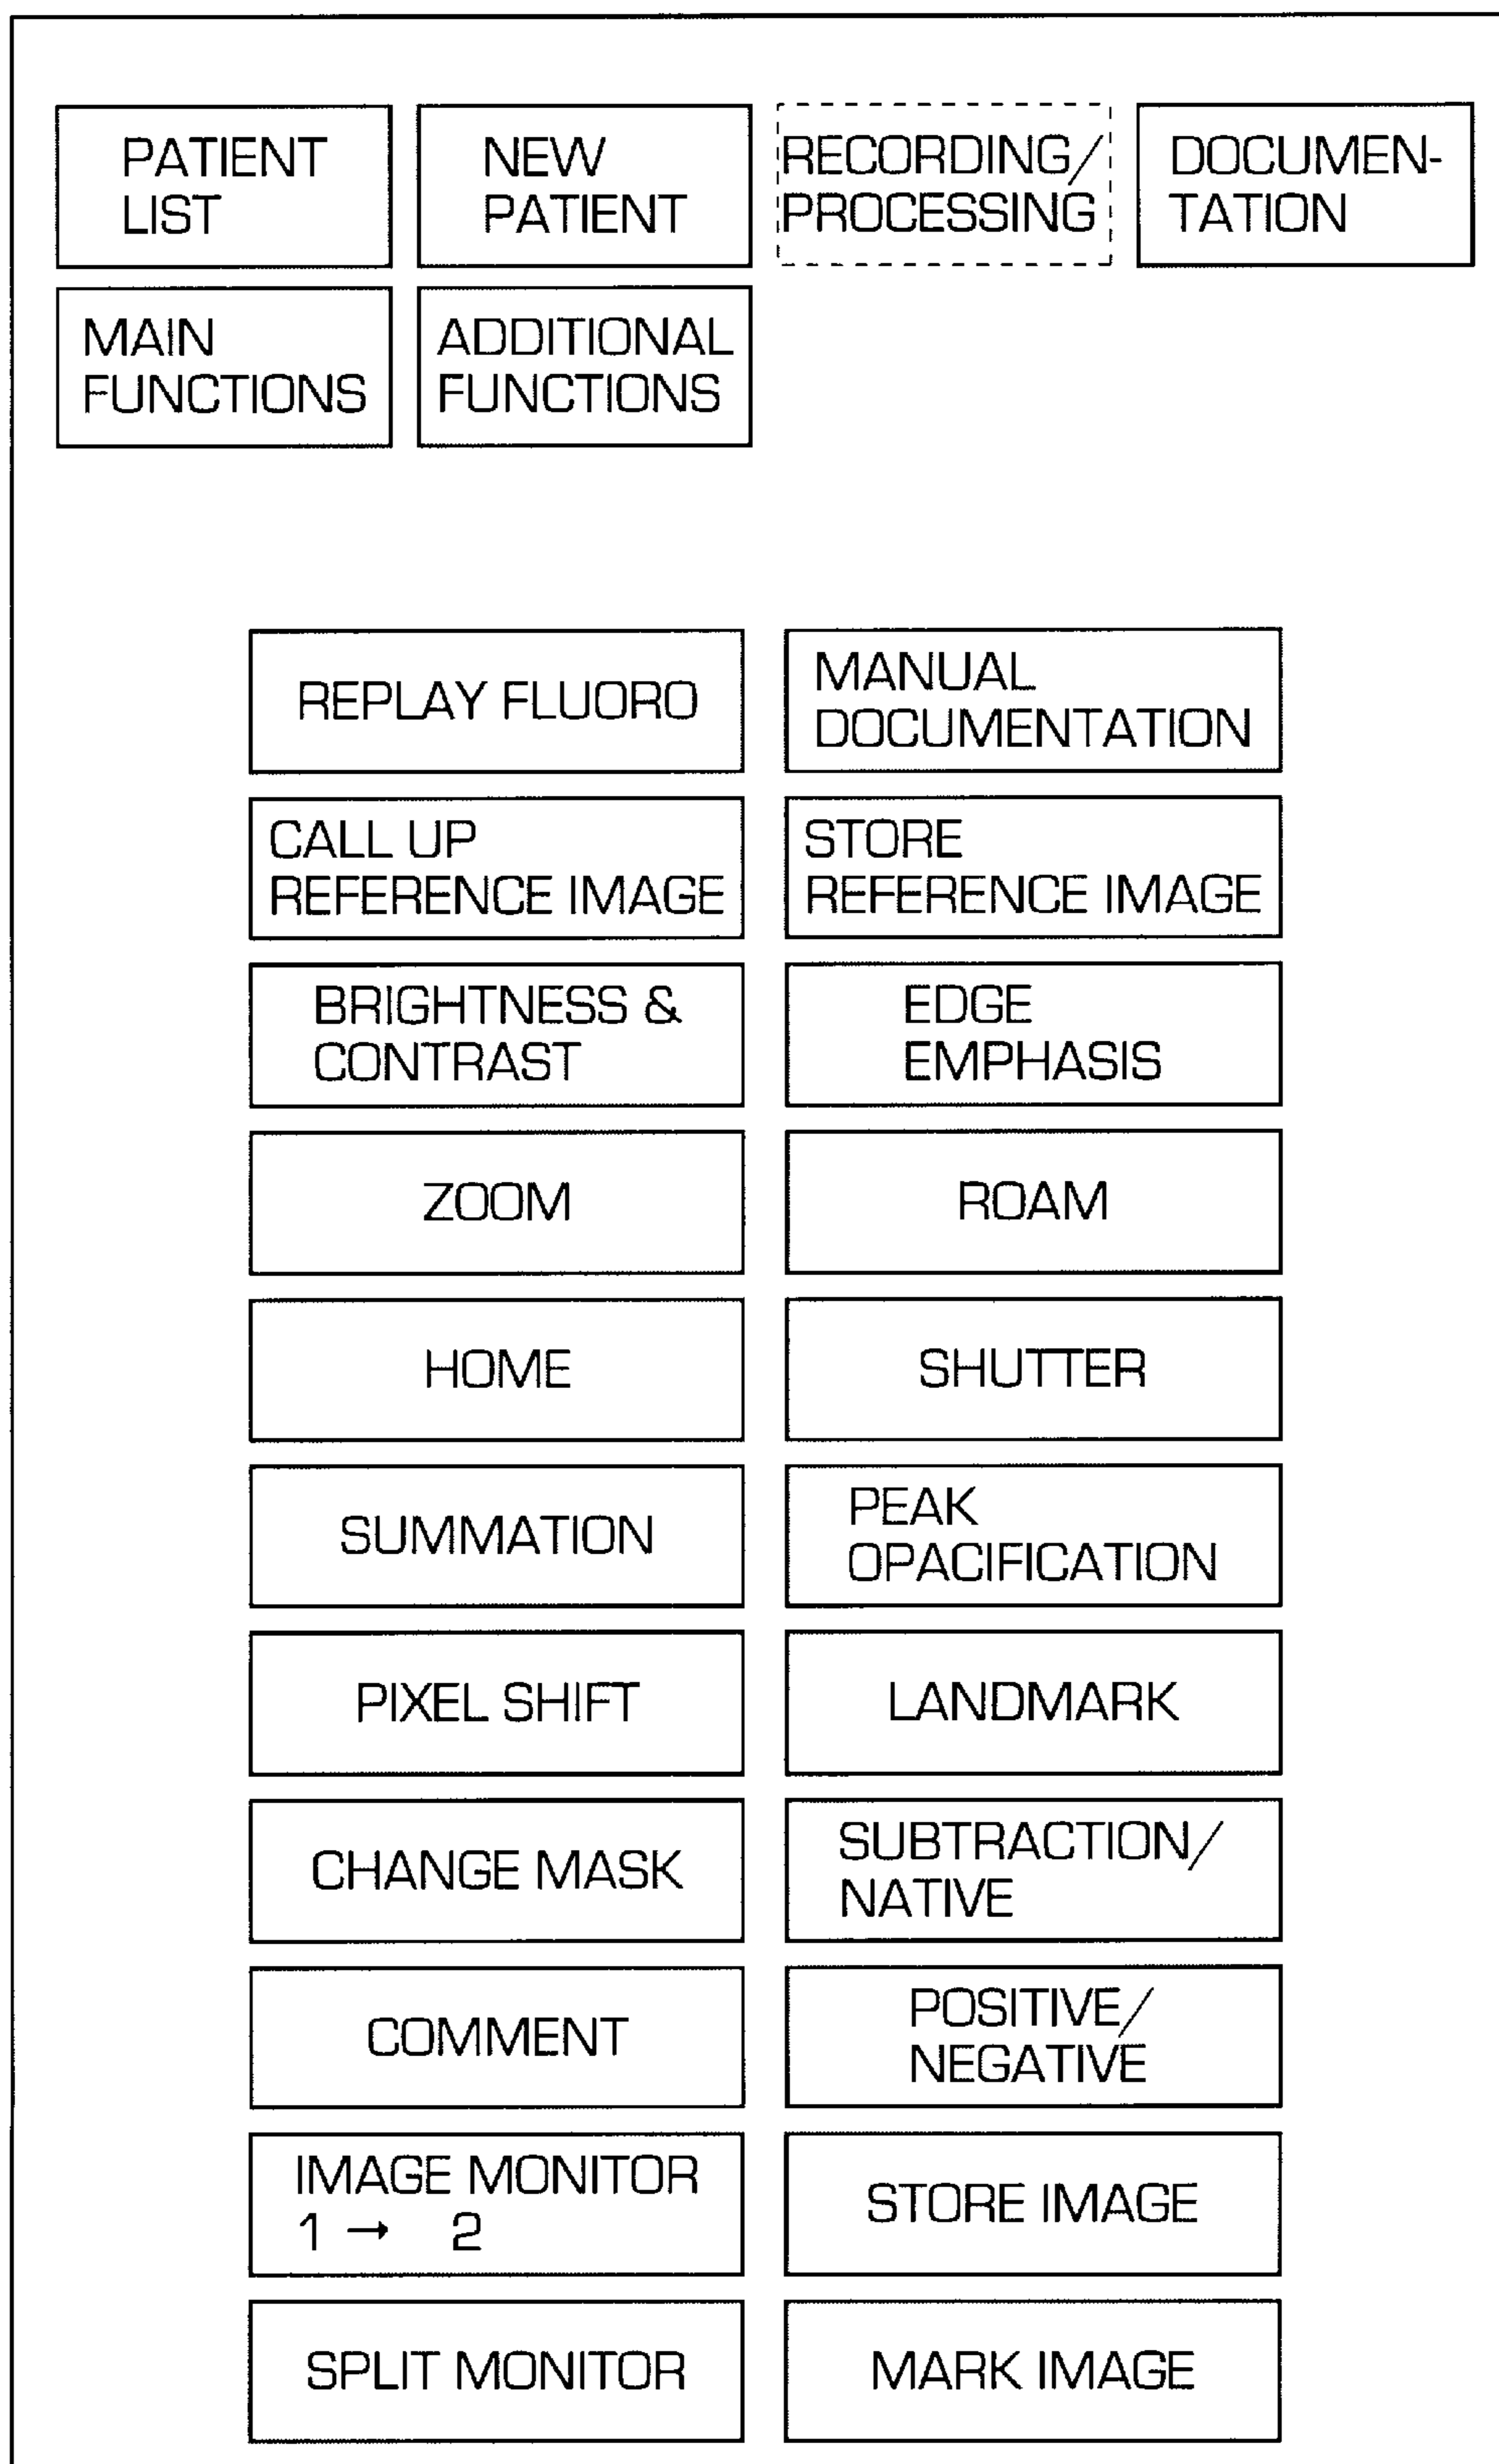 PATIENT
LIST
NEW
PATIENT
RECORDING/
PROCESSING
DOCUMEN-
TATION
MAIN
FUNCTIONS
ADDITIONAL
FUNCTIONS
REPLAY FLUORO
MANUAL
DOCUMENTATION
CALL UP
REFERENCE IMAGE
STORE
REFERENCE IMAGE
BRIGHTNESS &
CONTRAST
EDGE
EMPHASIS
ZOOM
ROAM
HOME
SHUTTER
SUMMATION
PEAK
OPACIFICATION
PIXEL SHIFT
LANDMARK
CHANGE MASK
SUBTRACTION/
NATIVE
COMMENT
POSITIVE/
NEGATIVE
IMAGE MONITOR
1 → 2
STORE IMAGE
SPLIT MONITOR
MARK IMAGE